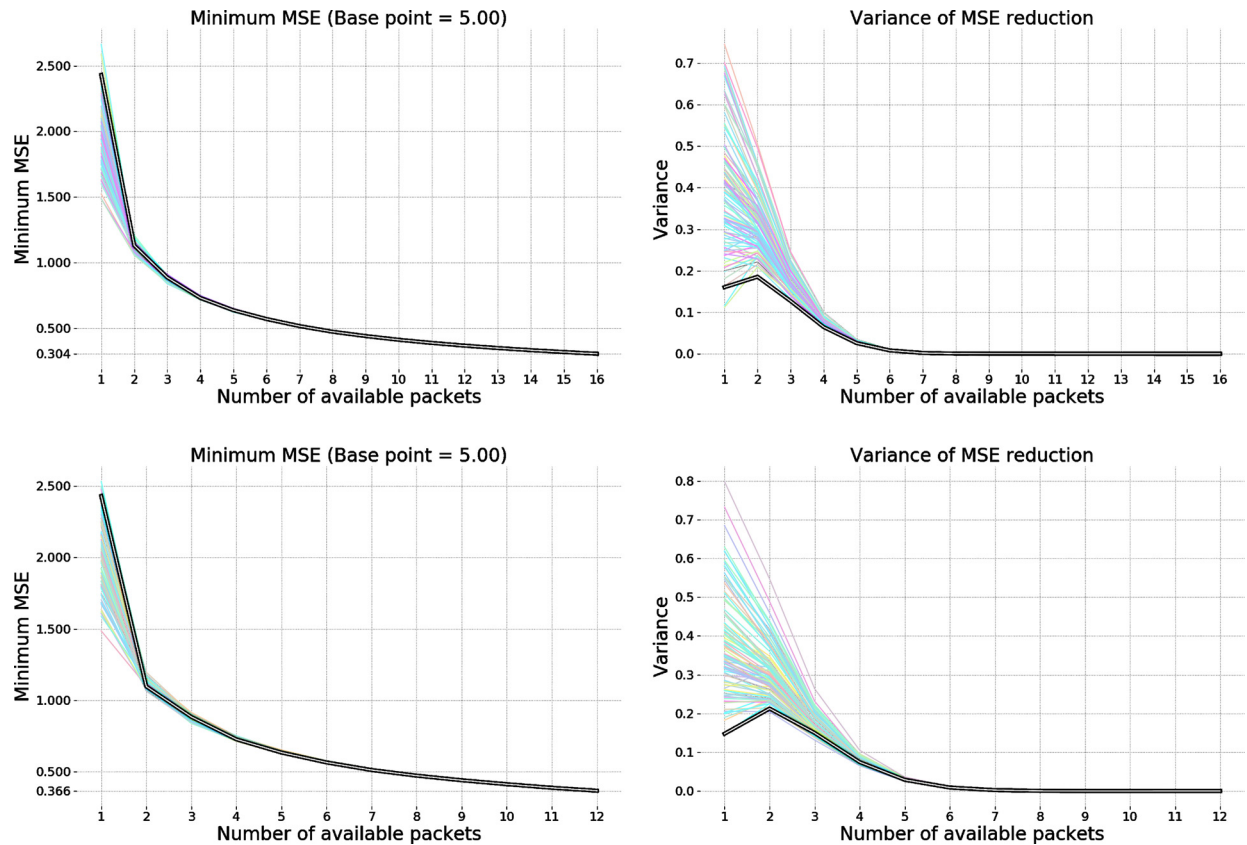 Minimum MSE (Base point = 5.00)
2.500
2.000
1.500
1.000
0.500
0.304
Minimum MSE
1 2 3 4 5 6 7 8 9 10 11 12 13 14 15 16
Number of available packets
Variance of MSE reduction
0.7
0.6
0.5
0.4
0.3
0.2
0.1
0.0
Variance
1 2 3 4 5 6 7 8 9 10 11 12 13 14 15 16
Number of available packets
Minimum MSE (Base point = 5.00)
2.500
2.000
1.500
1.000
0.500
0.366
Minimum MSE
1 2 3 4 5 6 7 8 9 10 11 12
Number of available packets
Variance of MSE reduction
0.8
0.7
0.6
0.5
0.4
0.3
0.2
0.1
0.0
Variance
1 2 3 4 5 6 7 8 9 10 11 12
Number of available packets